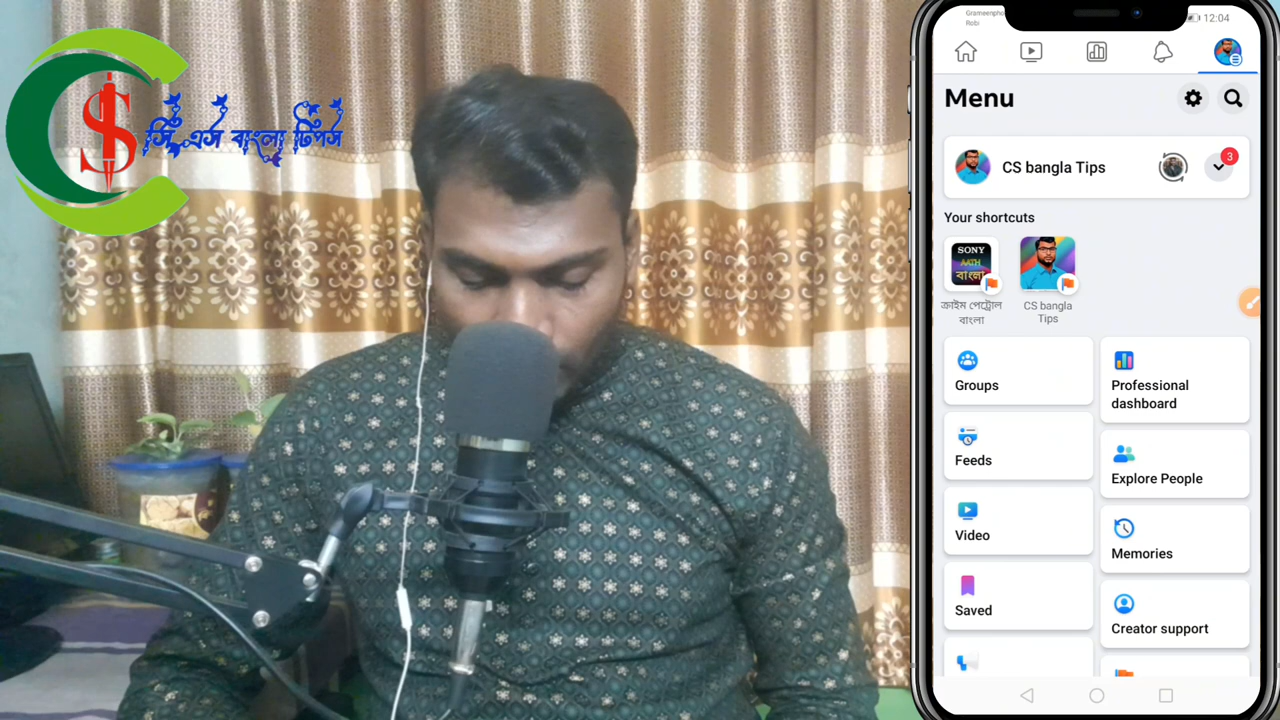 সি এস বাংলা টিপস
Grameenpho
Robi
12:04
Menu
CS bangla Tips
3
Your shortcuts
SONY
AATH
বাংলা
ক্রাইম পেট্রোল
বাংলা
CS bangla
Tips
Groups
Professional
dashboard
Feeds
Explore People
Video
Memories
Saved
Creator support